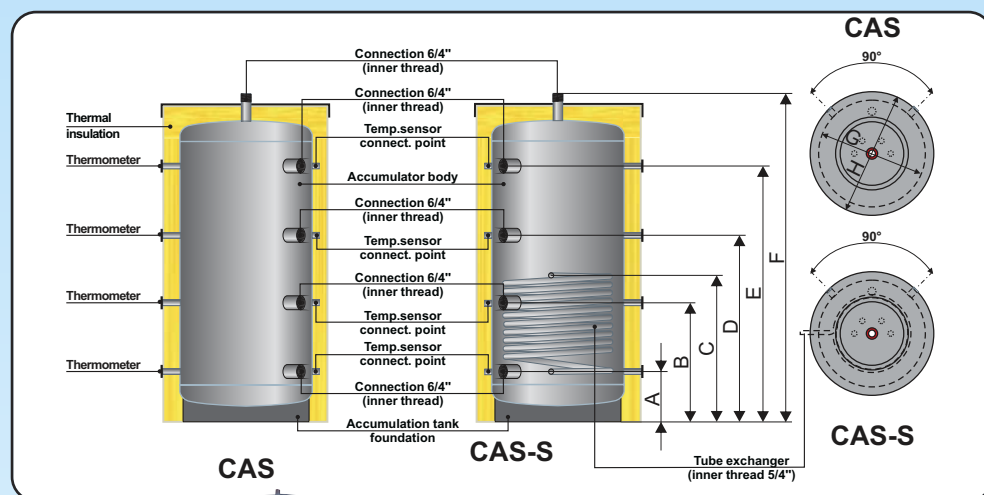 CAS
Connection 6/4"
(inner thread)
90°
Connection 6/4"
(inner thread)
Thermal
insulation
Temp.sensor
connect. point
G
H
Thermometer
Accumulator body
Connection 6/4"
(inner thread)
Thermometer
Temp.sensor
connect. point
90°
F
E
D
C
B
A
Connection 6/4"
(inner thread)
Thermometer
Temp.sensor
connect. point
Temp.sensor
connect. point
Thermometer
Connection 6/4"
(inner thread)
Accumulation tank
foundation
CAS
CAS-S
CAS-S
Tube exchanger
(inner thread 5/4")